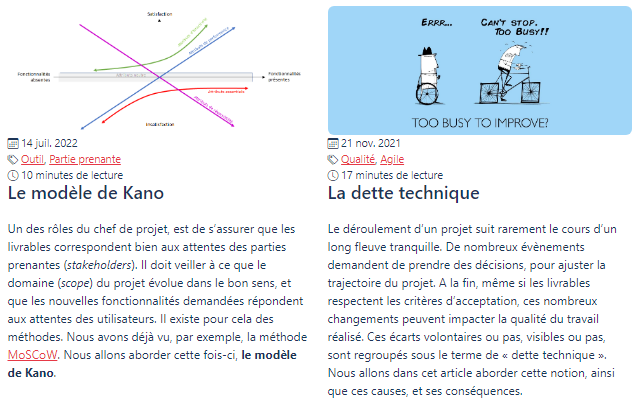 Satisfaction
Fonctionnalités
absentes
Fonctionnalités
présentes
Insatisfaction
14 juil. 2022
Outil, Partie prenante
10 minutes de lecture
Le modèle de Kano
Un des rôles du chef de projet, est de s’assurer que les
livrables correspondent bien aux attentes des parties
prenantes (stakeholders). Il doit veiller à ce que le
domaine (scope) du projet évolue dans le bon sens, et
que les nouvelles fonctionnalités demandées répondent
aux attentes des utilisateurs. Il existe pour cela des
méthodes. Nous avons déjà vu, par exemple, la méthode
MoSCoW. Nous allons aborder cette fois-ci, le modèle
de Kano.
ERRR...
CAN'T STOP.
TOO BUSY!!
TOO BUSY TO IMPROVE?
21 nov. 2021
Qualité, Agile
17 minutes de lecture
La dette technique
Le déroulement d’un projet suit rarement le cours d’un
long fleuve tranquille. De nombreux évènements
demandent de prendre des décisions, pour ajuster la
trajectoire du projet. A la fin, même si les livrables
respectent les critères d’acceptation, ces nombreux
changements peuvent impacter la qualité du travail
réalisé. Ces écarts volontaires ou pas, visibles ou pas,
sont regroupés sous le terme de « dette technique ».
Nous allons dans cet article aborder cette notion, ainsi
que ces causes, et ses conséquences.